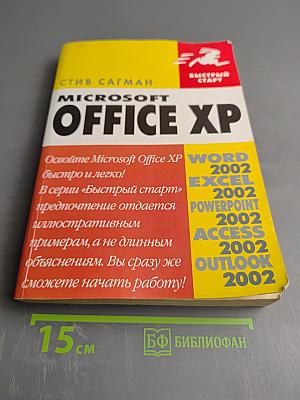 БЫСТРЫЙ
СТАРТ
СТИВ САГМАН
MICROSOFT
OFFICE XP
Освойте Microsoft Office XP
быстро и легко!
В серии «Быстрый старт»
предпочтение отдается
иллюстративным
примерам, а не длинным
объяснениям. Вы сразу же
сможете начать работу!
WORD
2002
EXCEL
2002
POWERPOINT
2002
ACCESS
2002
OUTLOOK
2002
15 СМ
БФ БИБЛИОФАН